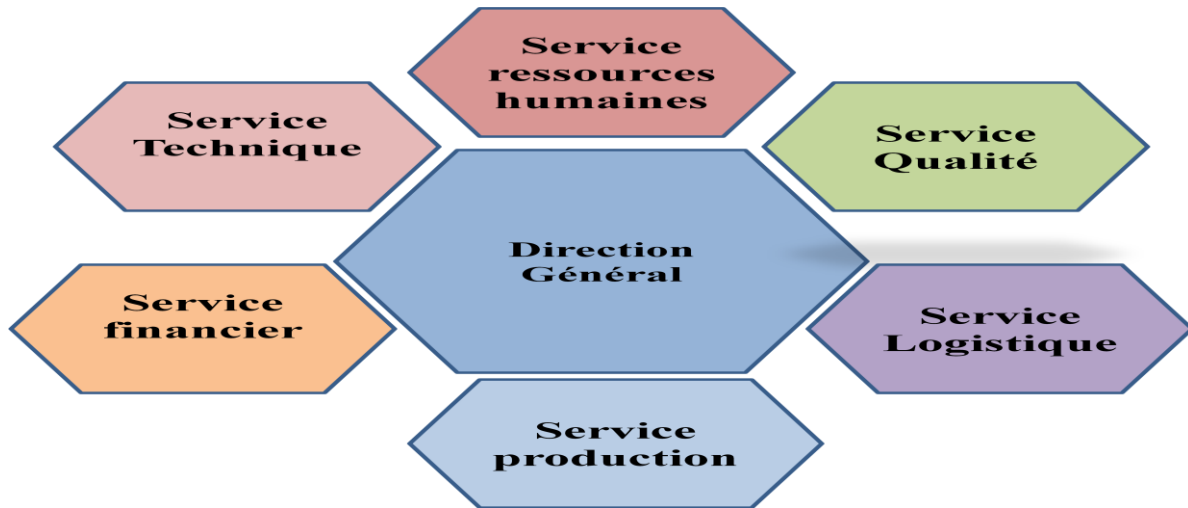 Service
ressources
humaines
Service
Technique
Service
Qualité
Direction
Général
Service
financier
Service
Logistique
Service
production